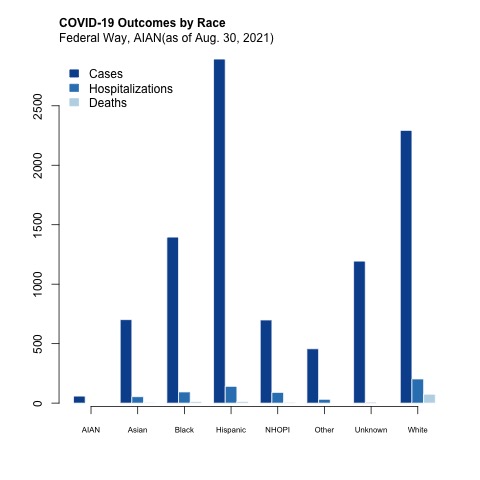 COVID-19 Outcomes by Race
Federal Way, AIAN(as of Aug. 30, 2021)
Cases
Hospitalizations
Deaths
2500
2000
1500
1000
500
0
AIAN Asian Black Hispanic NHOPI Other Unknown White